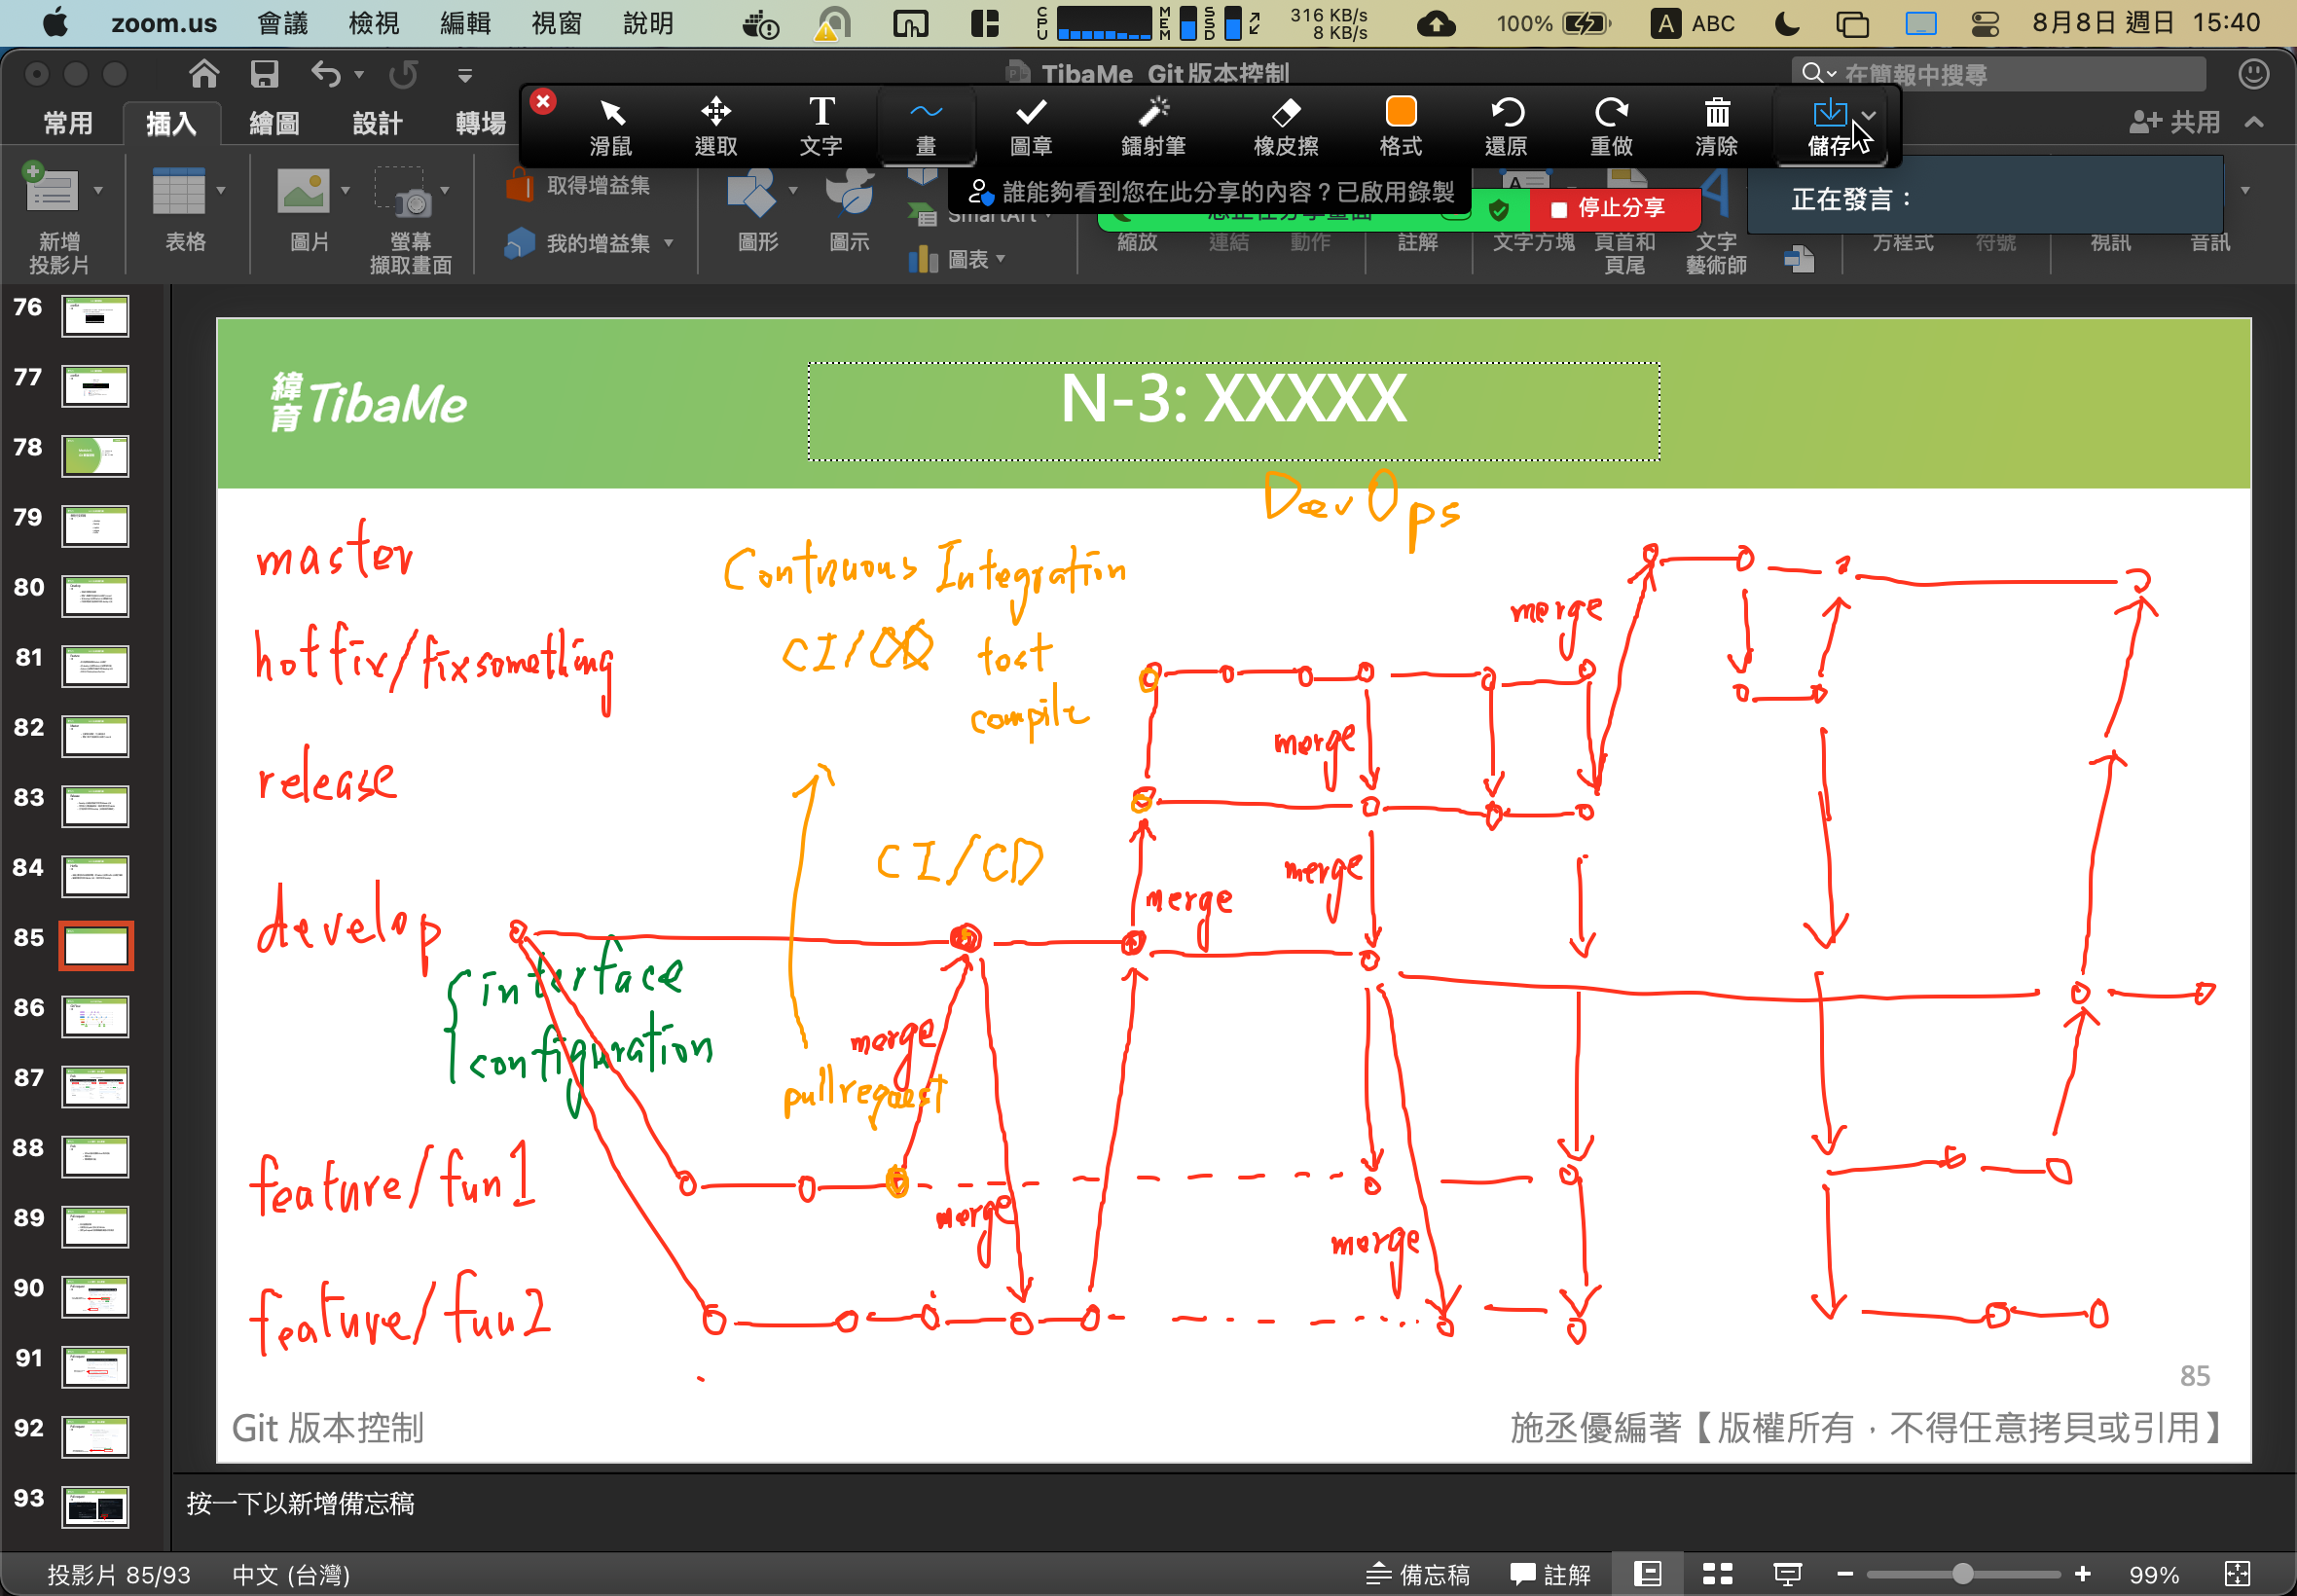 zoom.us 會議 檢視 編輯 視窗 說明 CPU MEM SSD 316 KB/s 8 KB/s 100% A ABC 8月8日 週日 15:40
TibaMe Git版本控制
在簡報中搜尋
常用 插入 繪圖 設計 轉場
共用
滑鼠 選取 文字 畫 圖章 鐳射筆 橡皮擦 格式 還原 重做 清除 儲存
誰能夠看到您在此分享的內容？已啟用錄製
停止分享
正在發言：
新增投影片
表格
圖片
螢幕擷取畫面
取得增益集
我的增益集
圖形
圖示
SmartArt
圖表
縮放
連結
動作
註解
文字方塊
頁首和頁尾
文字藝術師
方程式
符號
視訊
音訊
76
77
78
79
80
81
82
83
84
85
86
87
88
89
90
91
92
93
緯育 TibaMe
N-3: XXXXX
DevOps
master
Continuous Integration
merge
hotfix/fixsomething
CI/
test
compile
merge
release
CI/CD
merge
merge
develop
interface
configuration
merge
pullrequest
feature/fun1
merge
merge
feature/fun2
85
Git 版本控制
施丞優編著【版權所有，不得任意拷貝或引用】
按一下以新增備忘稿
投影片 85/93 中文 (台灣) 備忘稿 註解 99%